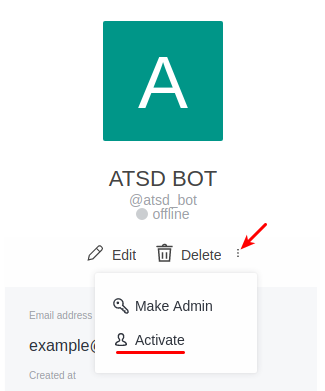 A
ATSD BOT
@atsd_bot
offline
Edit Delete
Make Admin
Activate
Email address
example@
Created at